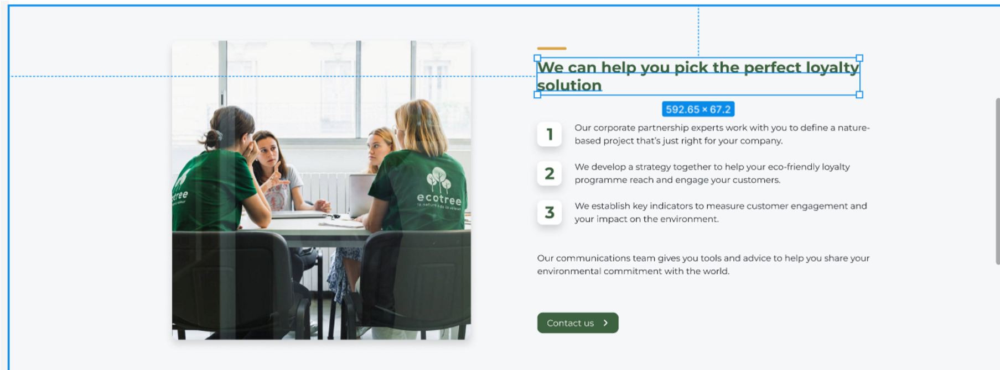 We can help you pick the perfect loyalty
solution
592.65 × 67.2
1
Our corporate partnership experts work with you to define a nature-
based project that's just right for your company.
2
We develop a strategy together to help your eco-friendly loyalty
programme reach and engage your customers.
3
We establish key indicators to measure customer engagement and
your impact on the environment.
Our communications team gives you tools and advice to help you share your
environmental commitment with the world.
Contact us
otree
ecotree
la nature a de la valeur